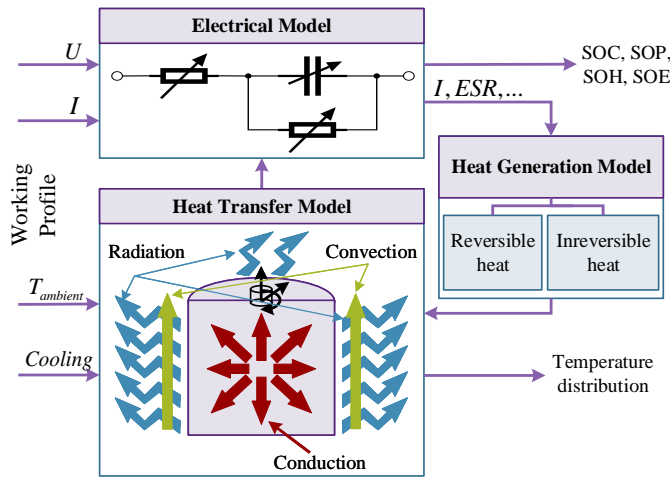 Electrical Model
U
I
SOC, SOP,
SOH, SOE
I, ESR,...
Working
Profile
Heat Generation Model
Reversible
heat
Inreversible
heat
Heat Transfer Model
Radiation
Convection
T ambient
Cooling
Conduction
Temperature
distribution